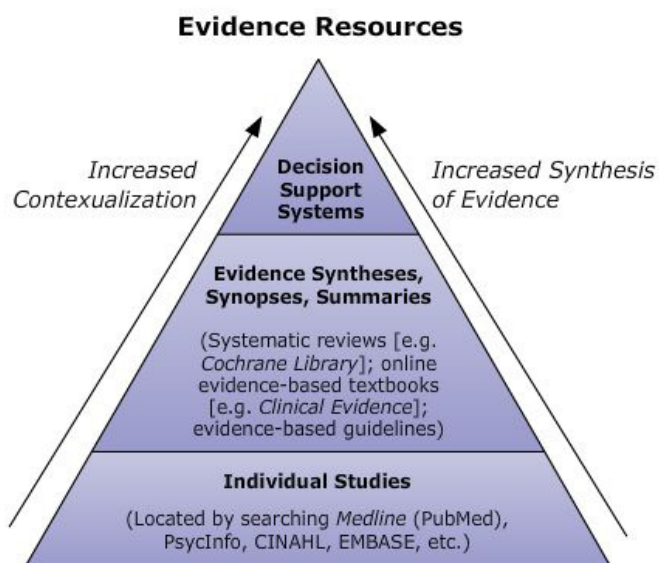 Evidence Resources
Increased
Contexualization
Increased Synthesis
of Evidence
Decision
Support
Systems
Evidence Syntheses,
Synopses, Summaries
(Systematic reviews [e.g.
Cochrane Library]; online
evidence-based textbooks
[e.g. Clinical Evidence];
evidence-based guidelines)
Individual Studies
(Located by searching Medline (PubMed),
PsycInfo, CINAHL, EMBASE, etc.)